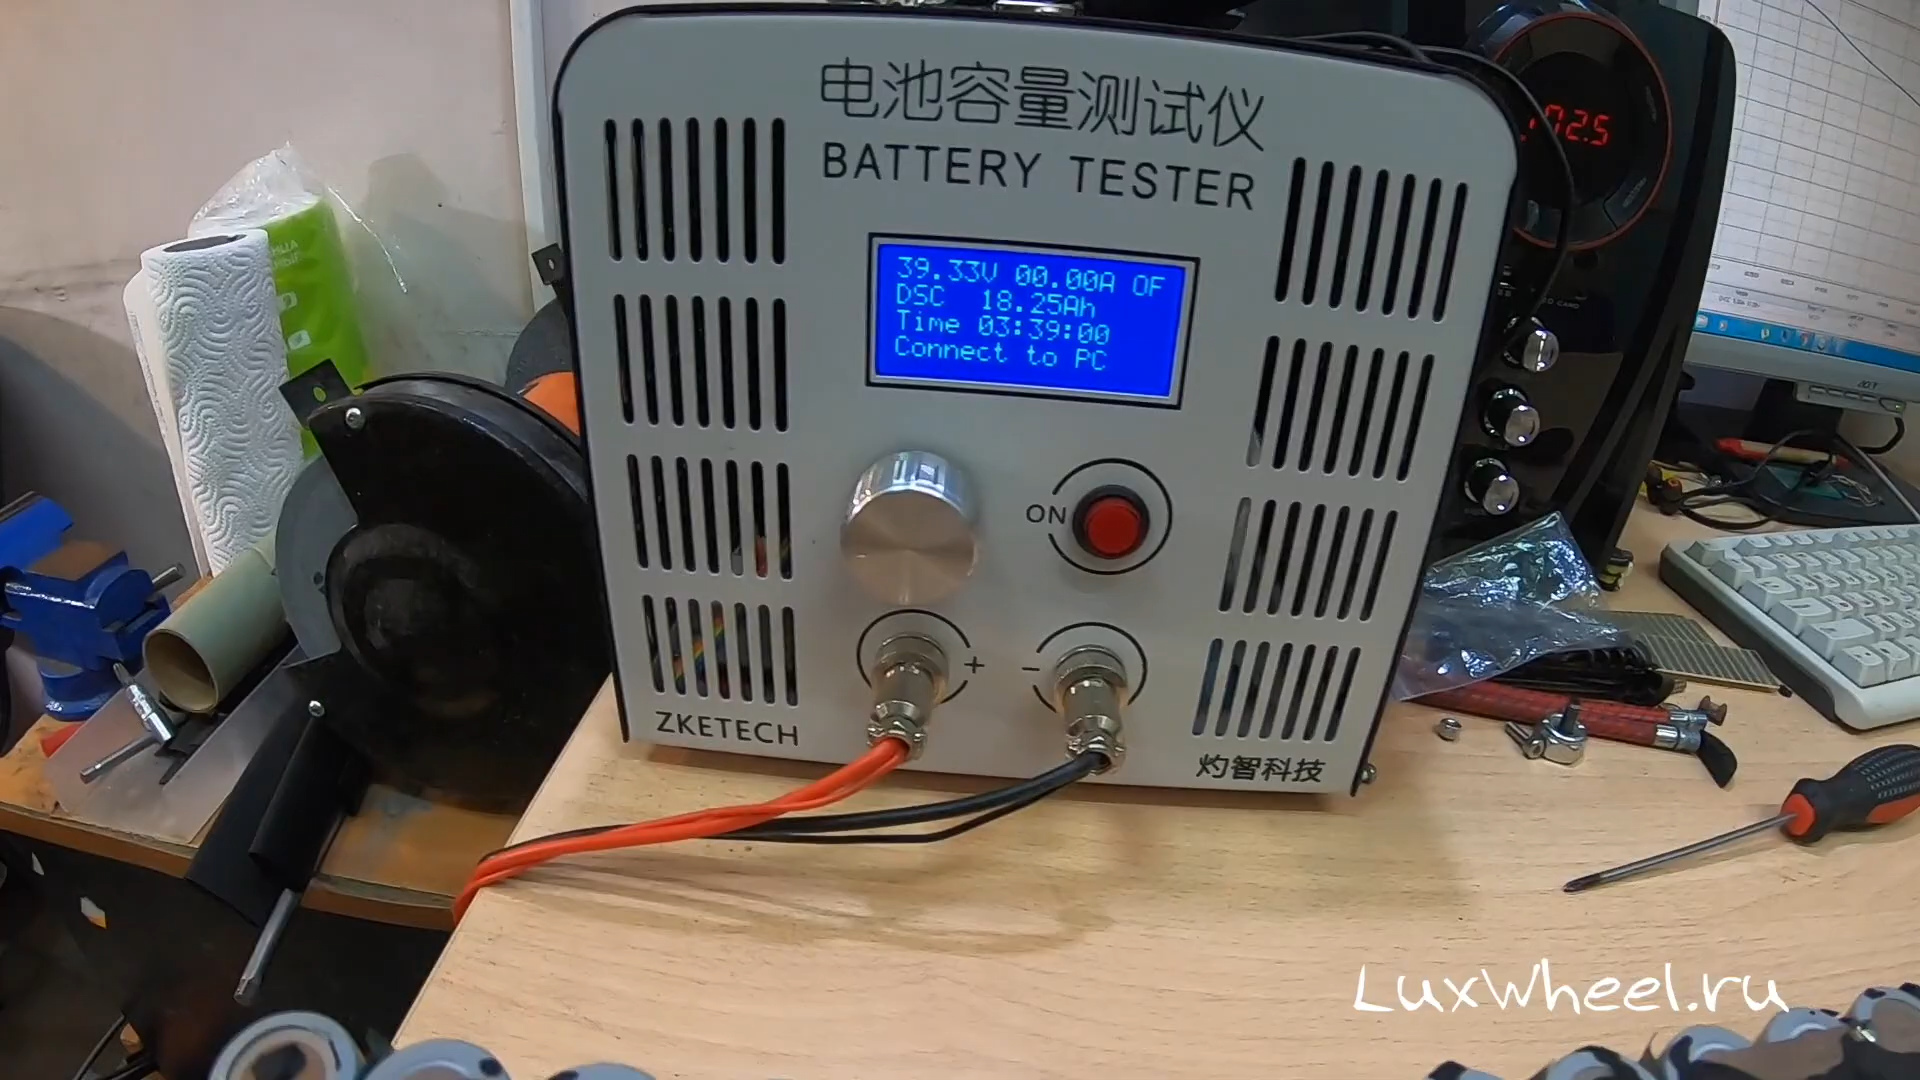 电池容量测试仪
BATTERY TESTER
39.33V 00.00A OF
DSC 18.25Ah
Time 03:39:00
Connect to PC
ON
+
-
ZKETECH
灼智科技
LuxWheel.ru